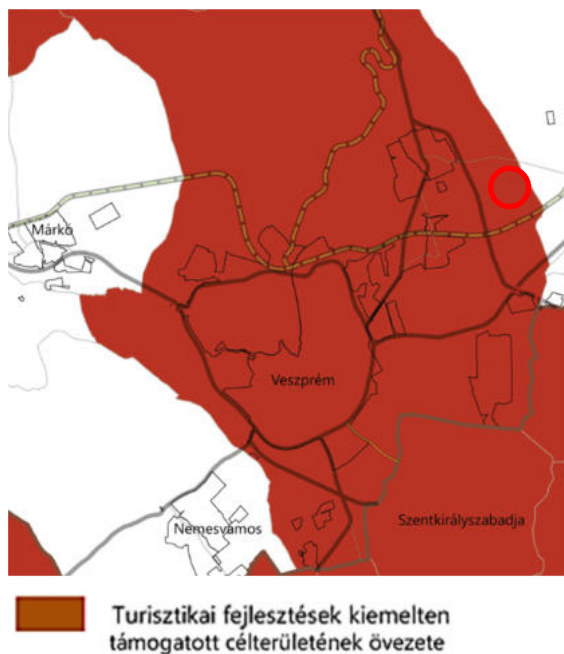 Márkó
Veszprém
Nemesvámos
Szentkirályszabadja
Turisztikai fejlesztések kiemelten
támogatott célterületének övezete